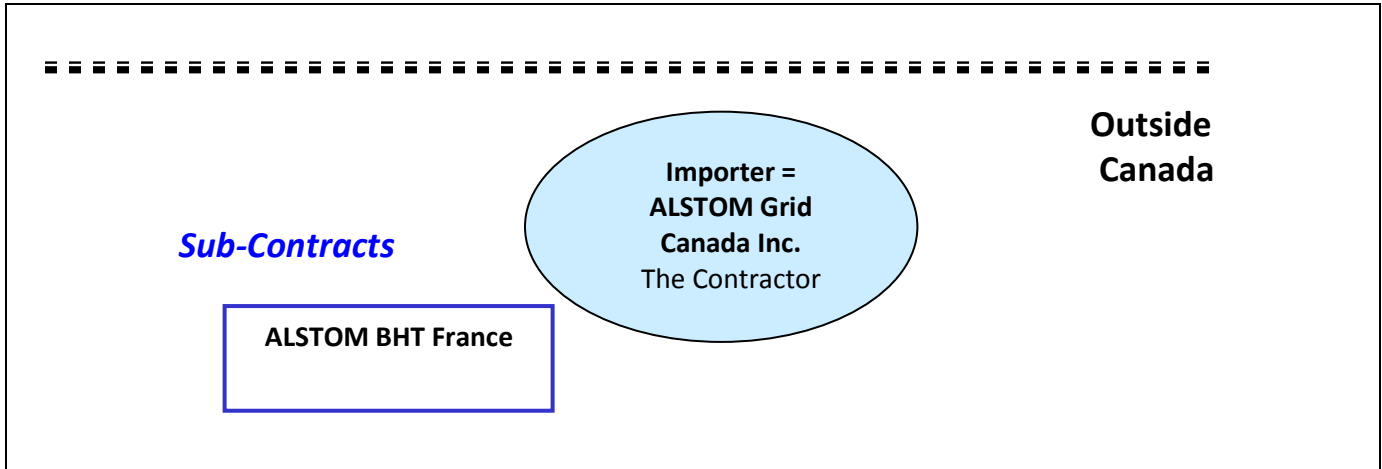 Outside
Canada
Importer =
ALSTOM Grid
Canada Inc.
The Contractor
Sub-Contracts
ALSTOM BHT France